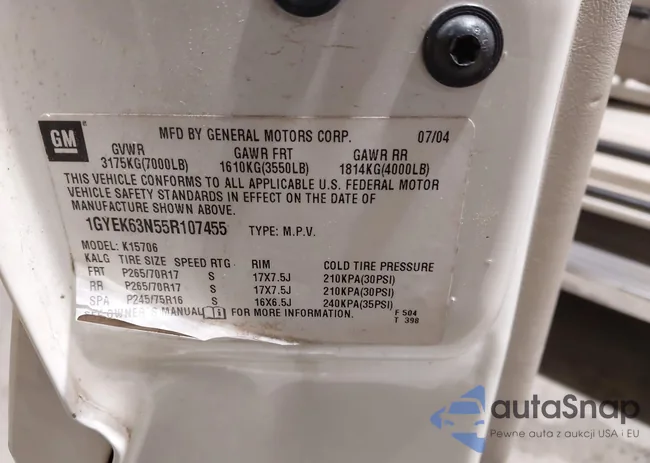 GM
®
MFD BY GENERAL MOTORS CORP. 07/04
GVWR GAWR FRT GAWR RR
3175KG(7000LB) 1610KG(3550LB) 1814KG(4000LB)
THIS VEHICLE CONFORMS TO ALL APPLICABLE U.S. FEDERAL MOTOR
VEHICLE SAFETY STANDARDS IN EFFECT ON THE DATE OF
MANUFACTURE SHOWN ABOVE.
1GYEK63N55R107455 TYPE: M.P.V.
MODEL: K15706
KALG TIRE SIZE SPEED RTG RIM COLD TIRE PRESSURE
FRT P265/70R17 S 17X7.5J 210KPA(30PSI)
RR P265/70R17 S 17X7.5J 210KPA(30PSI)
SPA P245/75R16 S 16X6.5J 240KPA(35PSI)
SEE OWNER'S MANUAL FOR MORE INFORMATION.
F 504
T 398
autaSnap
Pewne auta z aukcji USA i EU